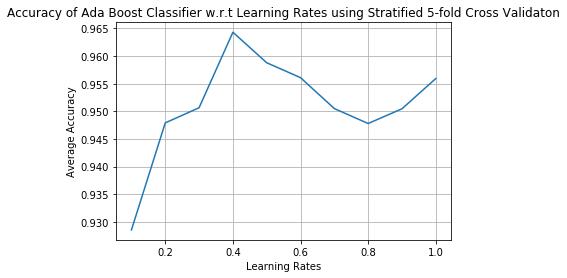 Accuracy of Ada Boost Classifier w.r.t Learning Rates using Stratified 5-fold Cross Validaton
0.965
0.960
0.955
0.950
0.945
0.940
0.935
0.930
Average Accuracy
0.2 0.4 0.6 0.8 1.0
Learning Rates